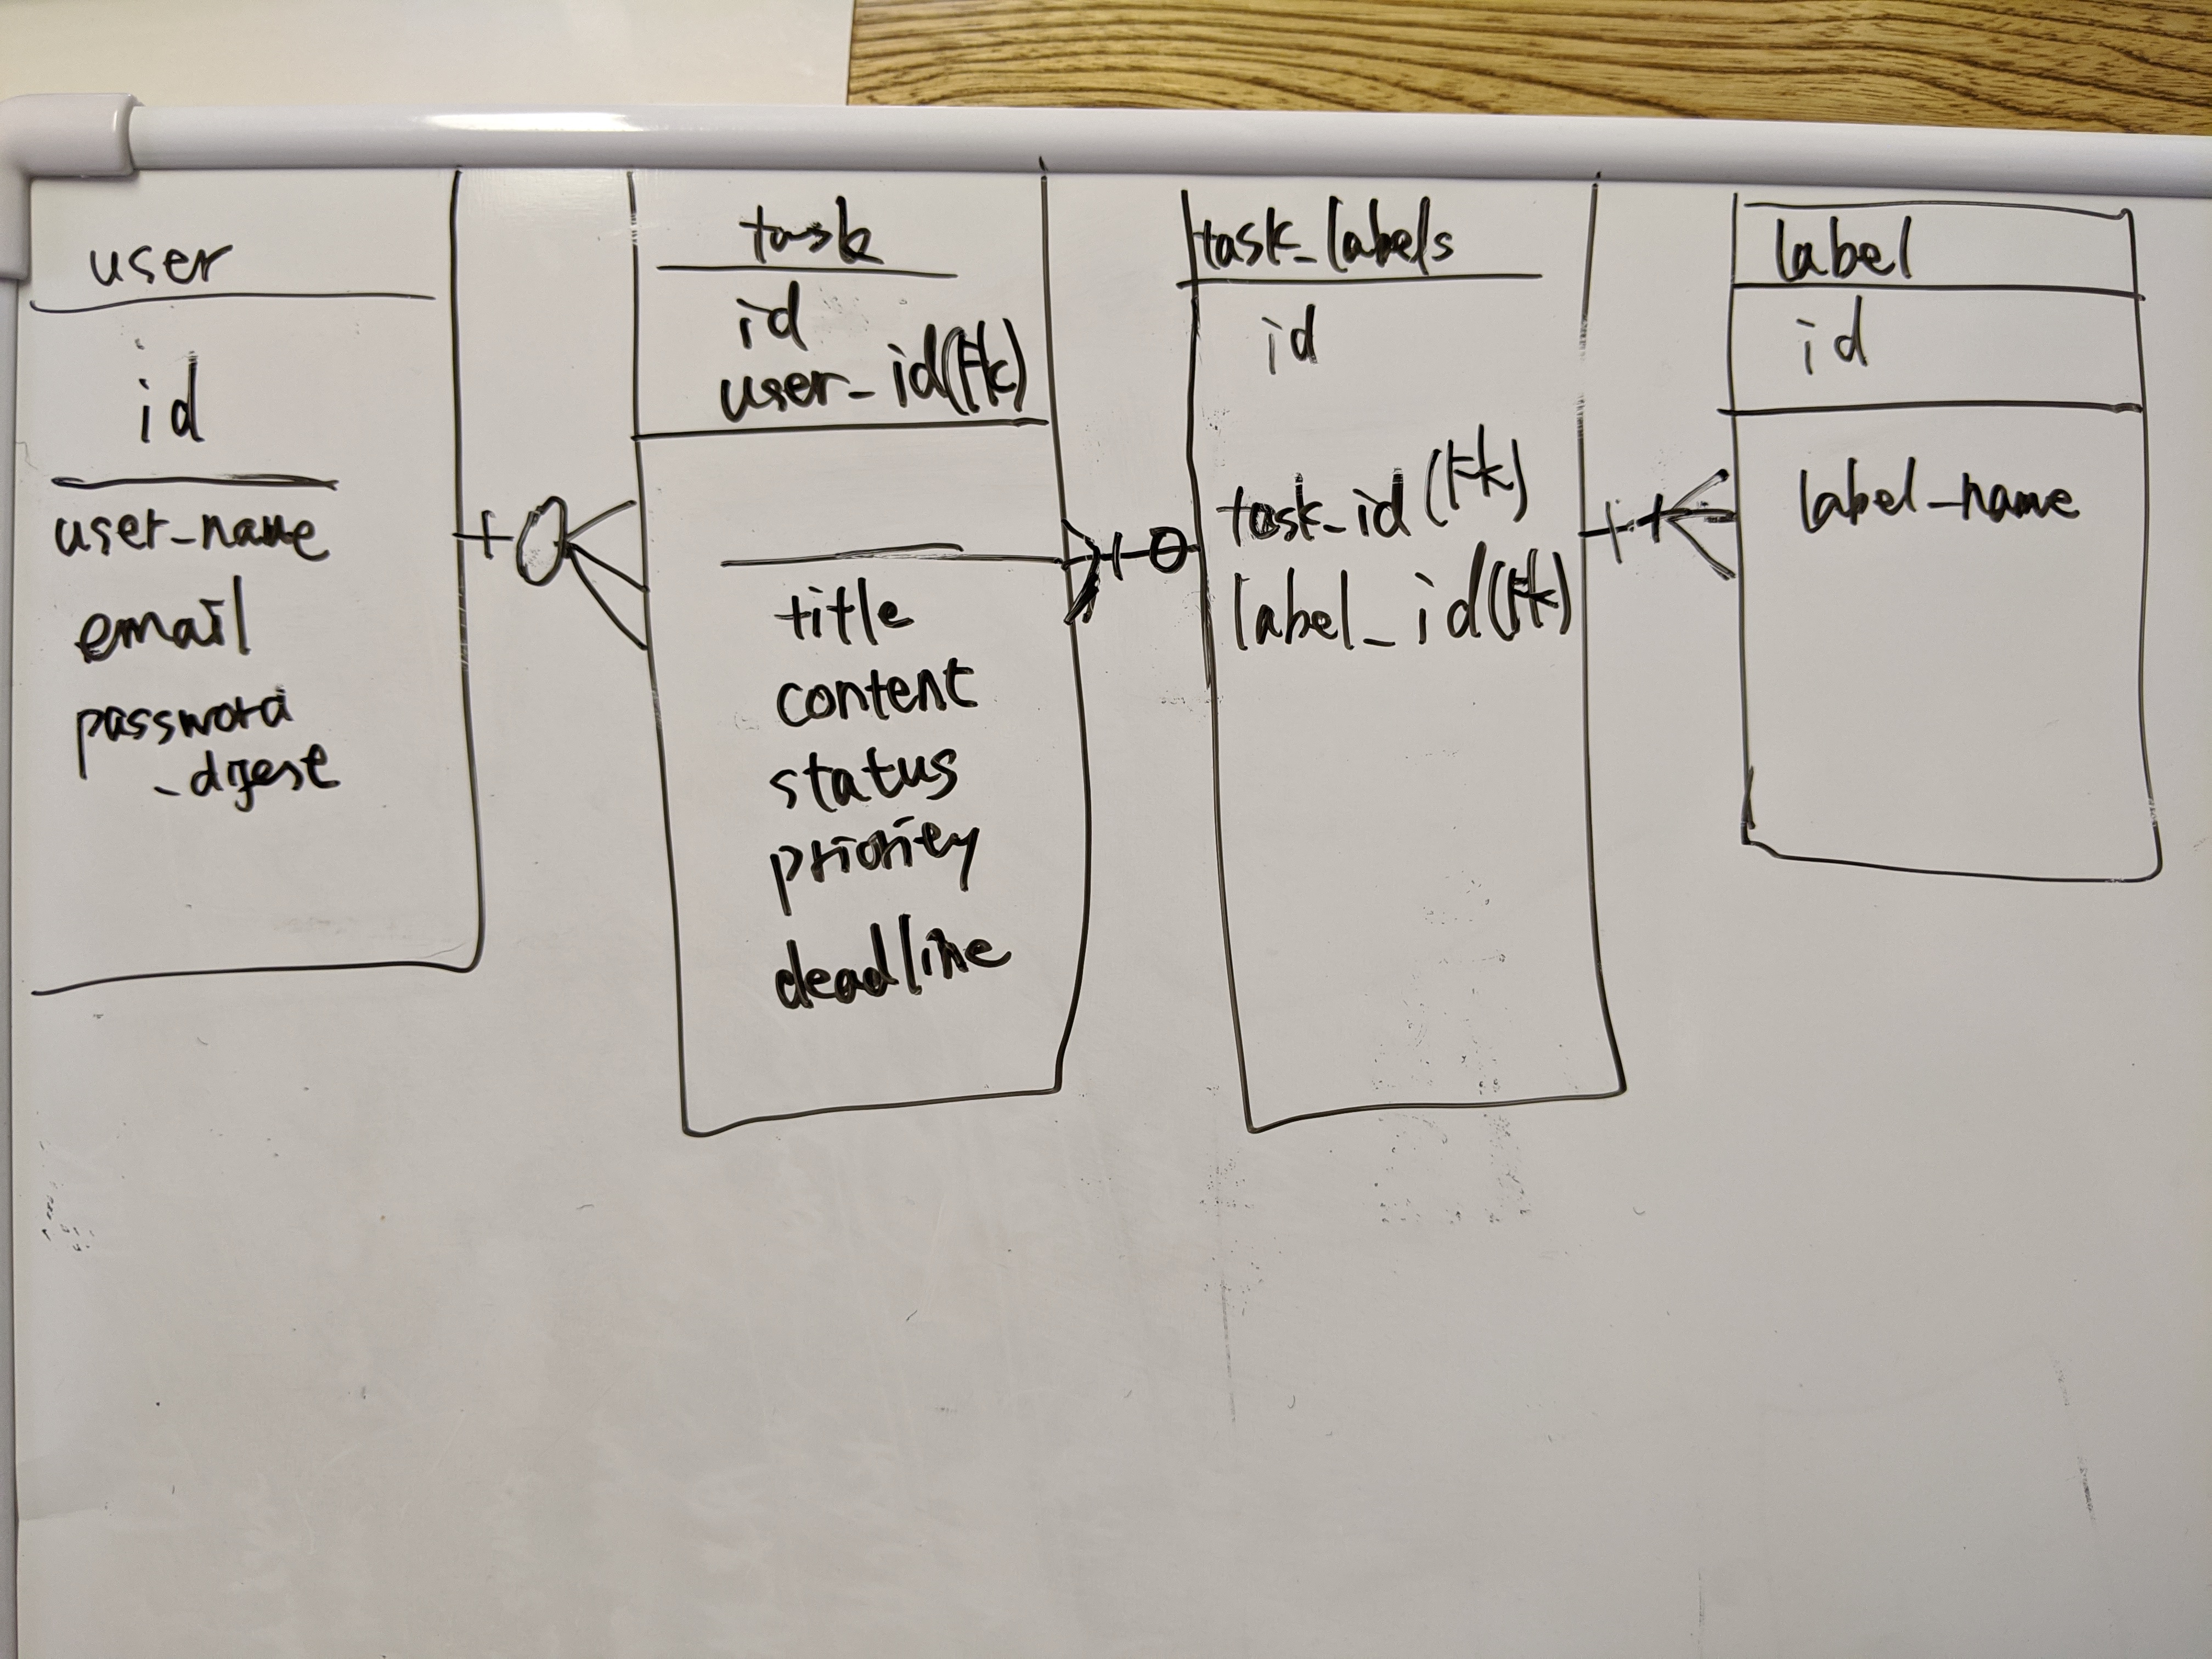 user
id
user_name
email
password
_digest
task
id
user_id(Fk)
title
content
status
priority
deadline
task_labels
id
task_id(Fk)
label_id(Fk)
label
id
label_name